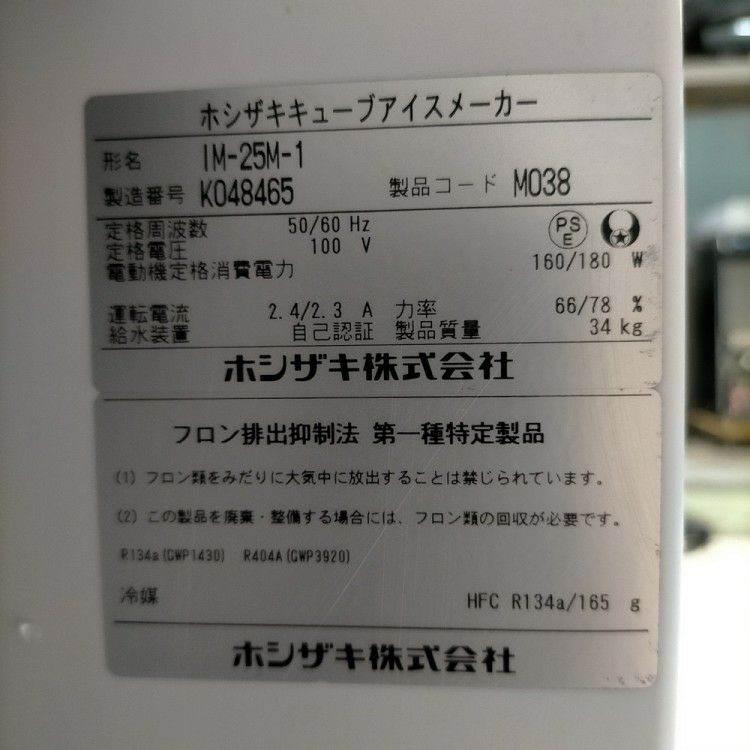 ホシザキキューブアイスメーカー
形名 IM-25M-1
製造番号 K048465 製品コード M038
定格周波数 50/60 Hz
定格電圧 100 V
PS E
電動機定格消費電力 160/180 W
運転電流 2.4/2.3 A 力率 66/78 %
給水装置 自己認証 製品質量 34 kg
ホシザキ株式会社
フロン排出抑制法 第一種特定製品
(1) フロン類をみだりに大気中に放出することは禁じられています。
(2) この製品を廃棄・整備する場合には、フロン類の回収が必要です。
R134a(GWP1430) R404A(GWP3920)
冷媒 HFC R134a/165 g
ホシザキ株式会社